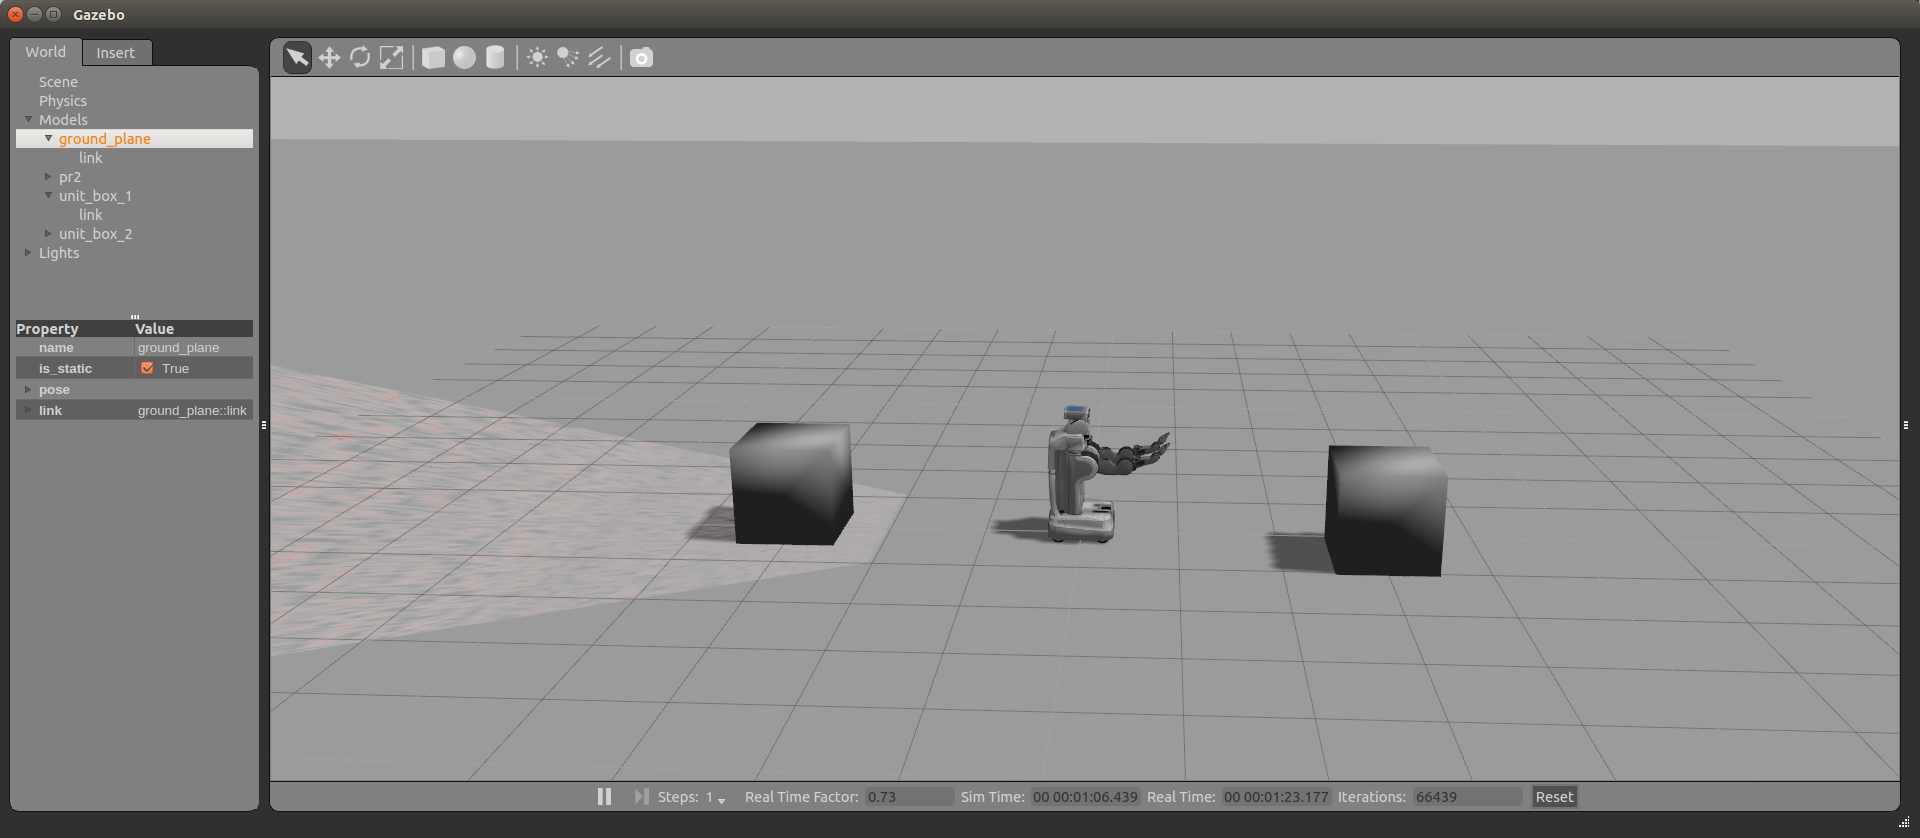 Gazebo
World Insert
Scene
Physics
Models
ground_plane
link
pr2
unit_box_1
link
unit_box_2
Lights
Property Value
name ground_plane
is_static True
pose
link ground_plane::link
Steps: 1 Real Time Factor: 0.73 Sim Time: 00 00:01:06.439 Real Time: 00 00:01:23.177 Iterations: 66439 Reset